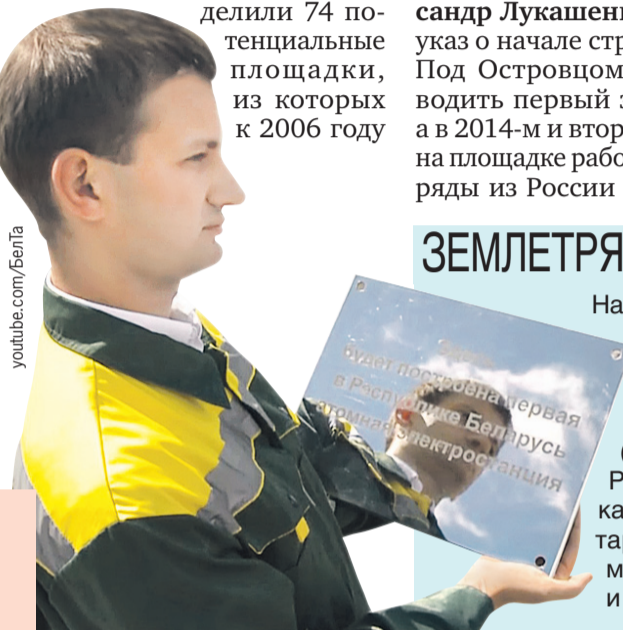 делили 74 по-
тенциальные
площадки,
из которых
к 2006 году
сандр Лукашен
указ о начале стр
Под Островцом
водить первый
а в 2014-м и втор
на площадке рабо
ряды из России
youtube.com/БелТа
ЗЕМЛЕТРЯ
На
будет построена первая
в Республике Беларусь
атомная электростанция
Р
ка
тар
м
и